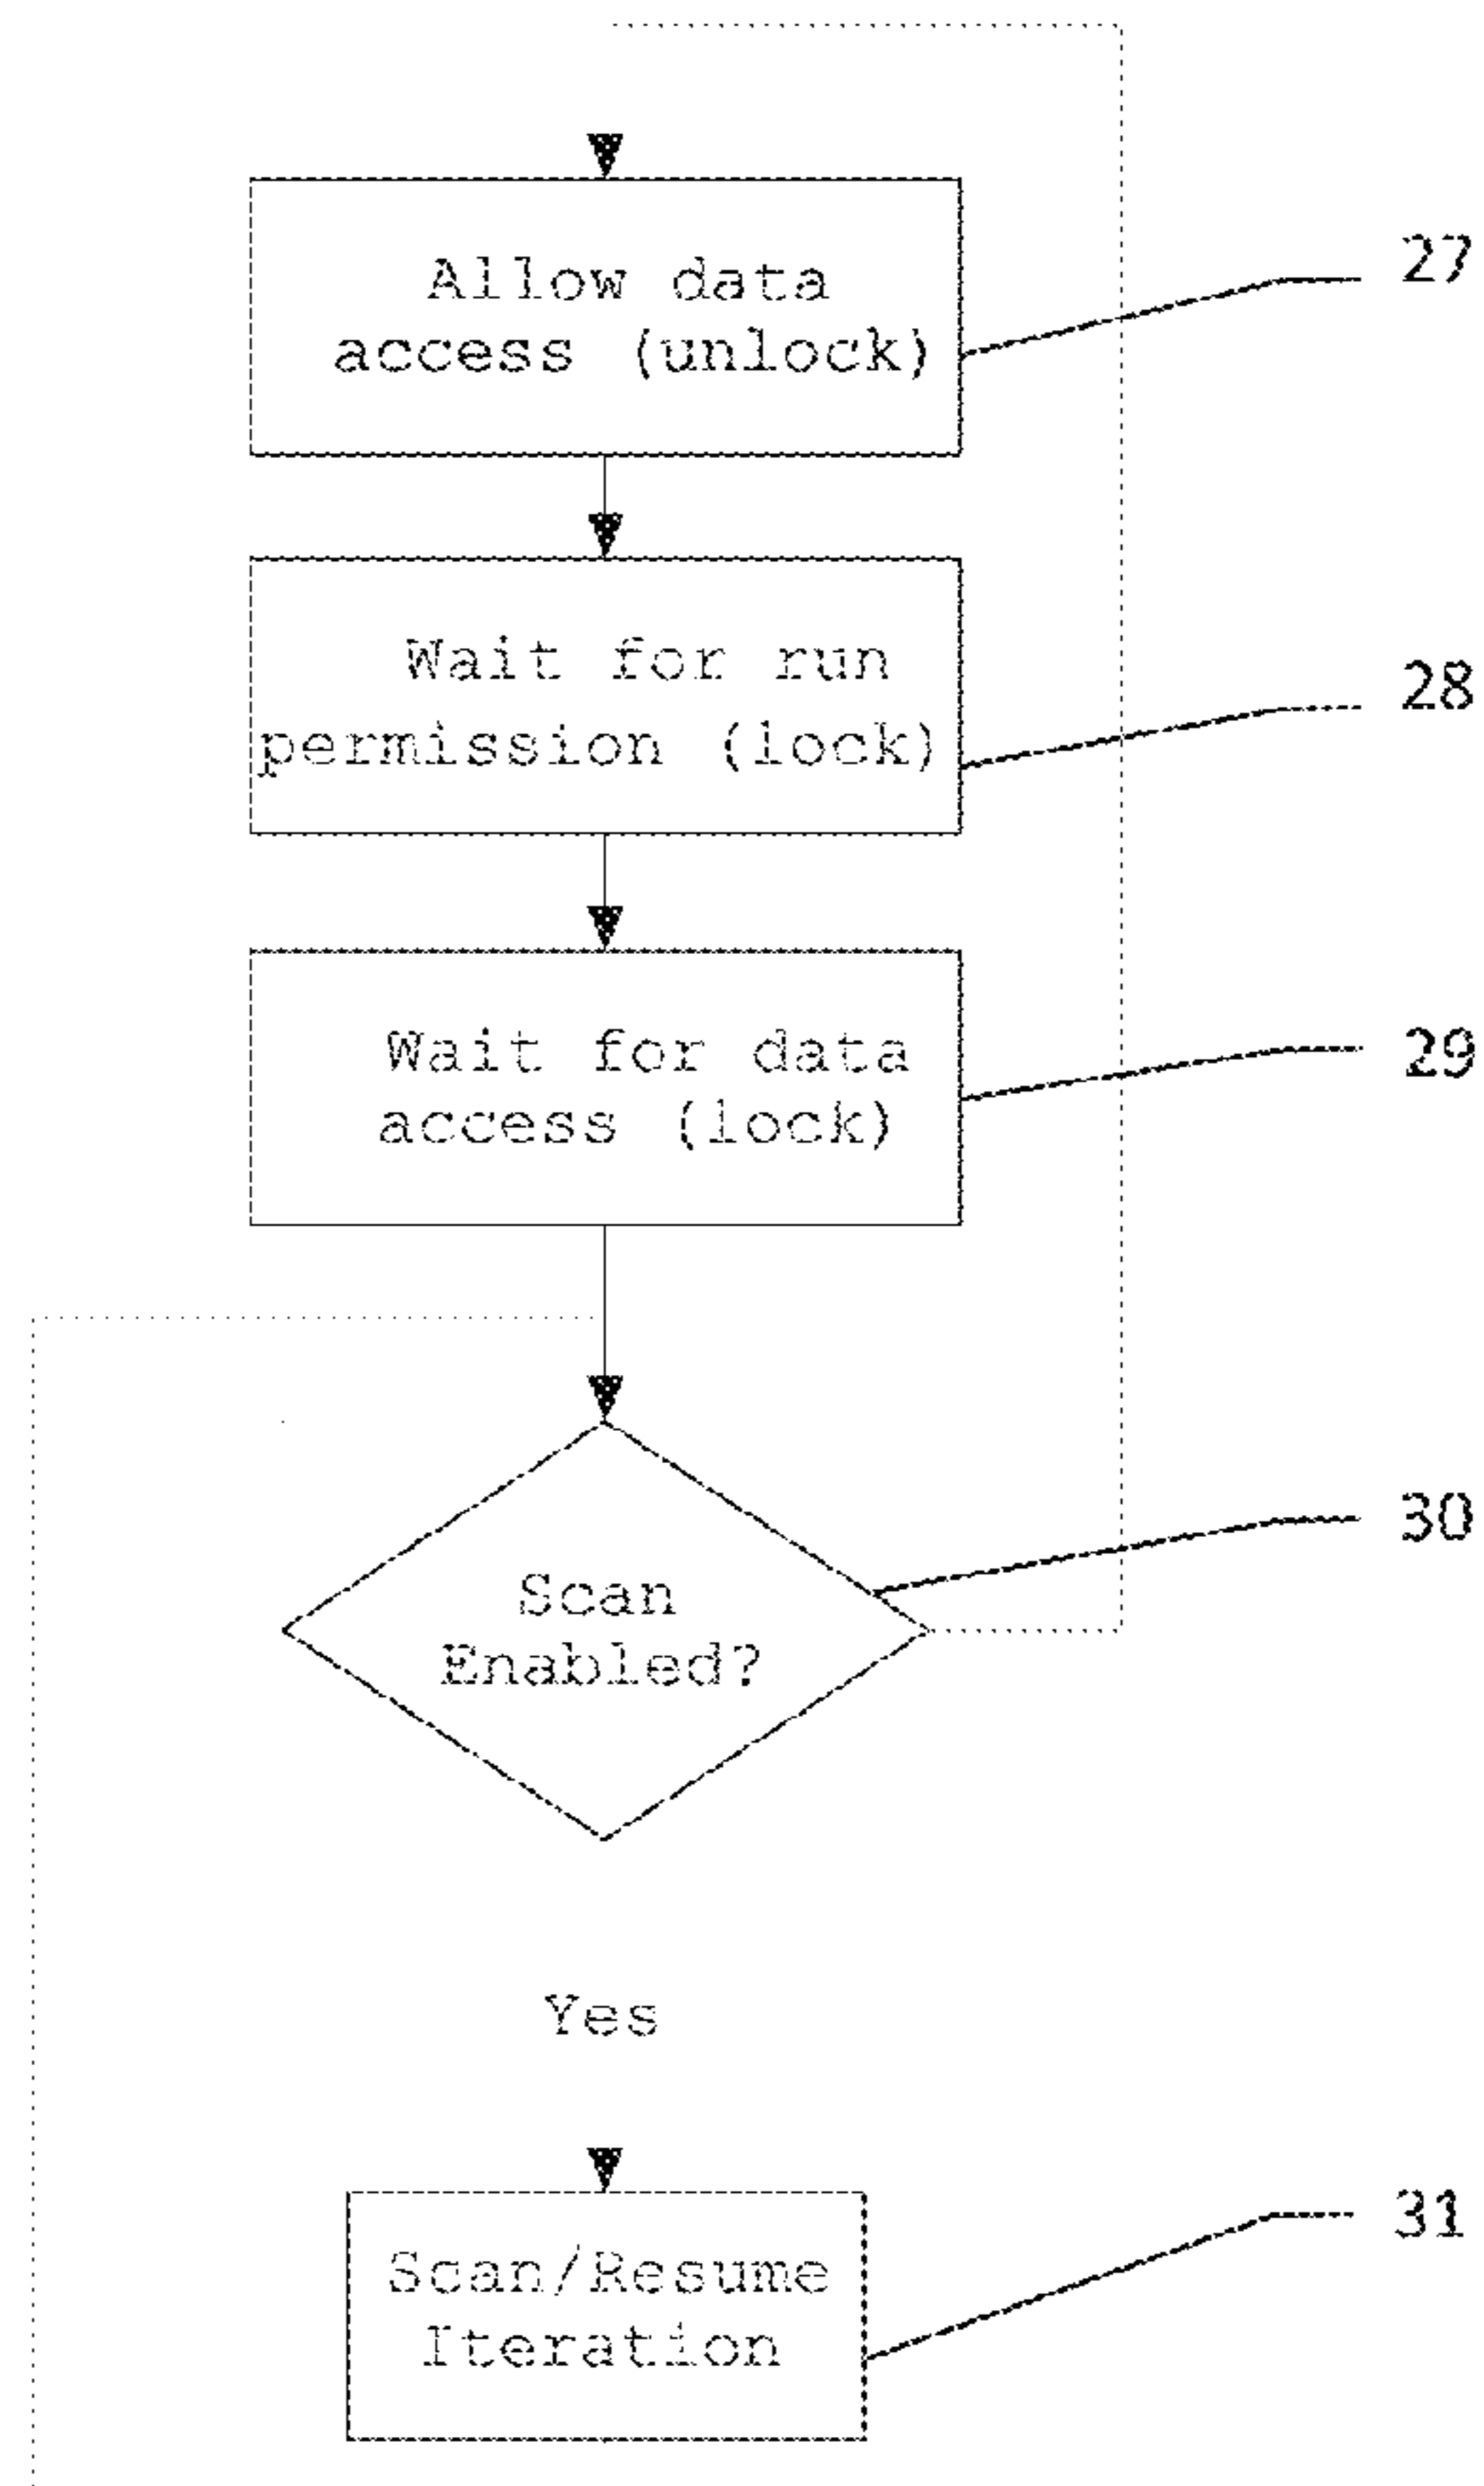 Allow data
access (unlock)
27
Wait for run
permission (lock)
28
Wait for data
access (lock)
29
Scan
Enabled?
30
Yes
Scan/Resume
Iteration
31